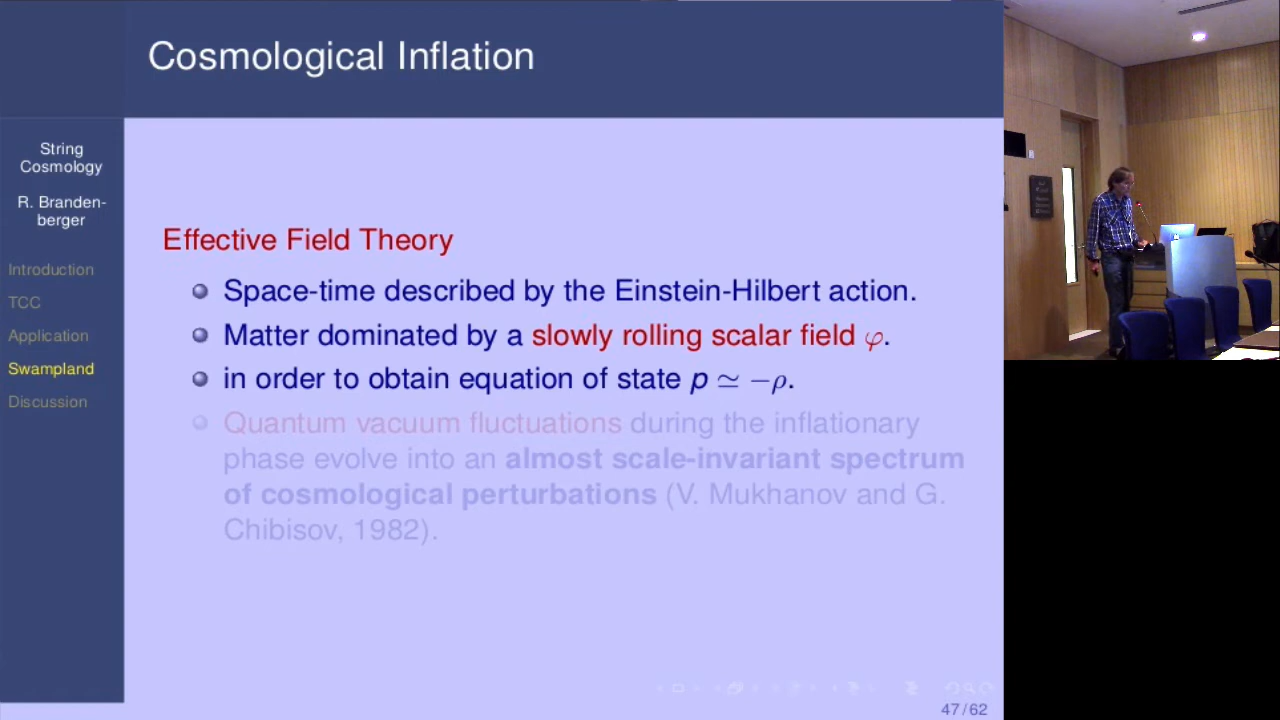 Cosmological Inflation
String
Cosmology
R. Branden-
berger
Introduction
TCC
Application
Swampland
Discussion
Effective Field Theory
Space-time described by the Einstein-Hilbert action.
Matter dominated by a slowly rolling scalar field φ.
in order to obtain equation of state p ≃ −ρ.
Quantum vacuum fluctuations during the inflationary
phase evolve into an almost scale-invariant spectrum
of cosmological perturbations (V. Mukhanov and G.
Chibisov, 1982).
47/62